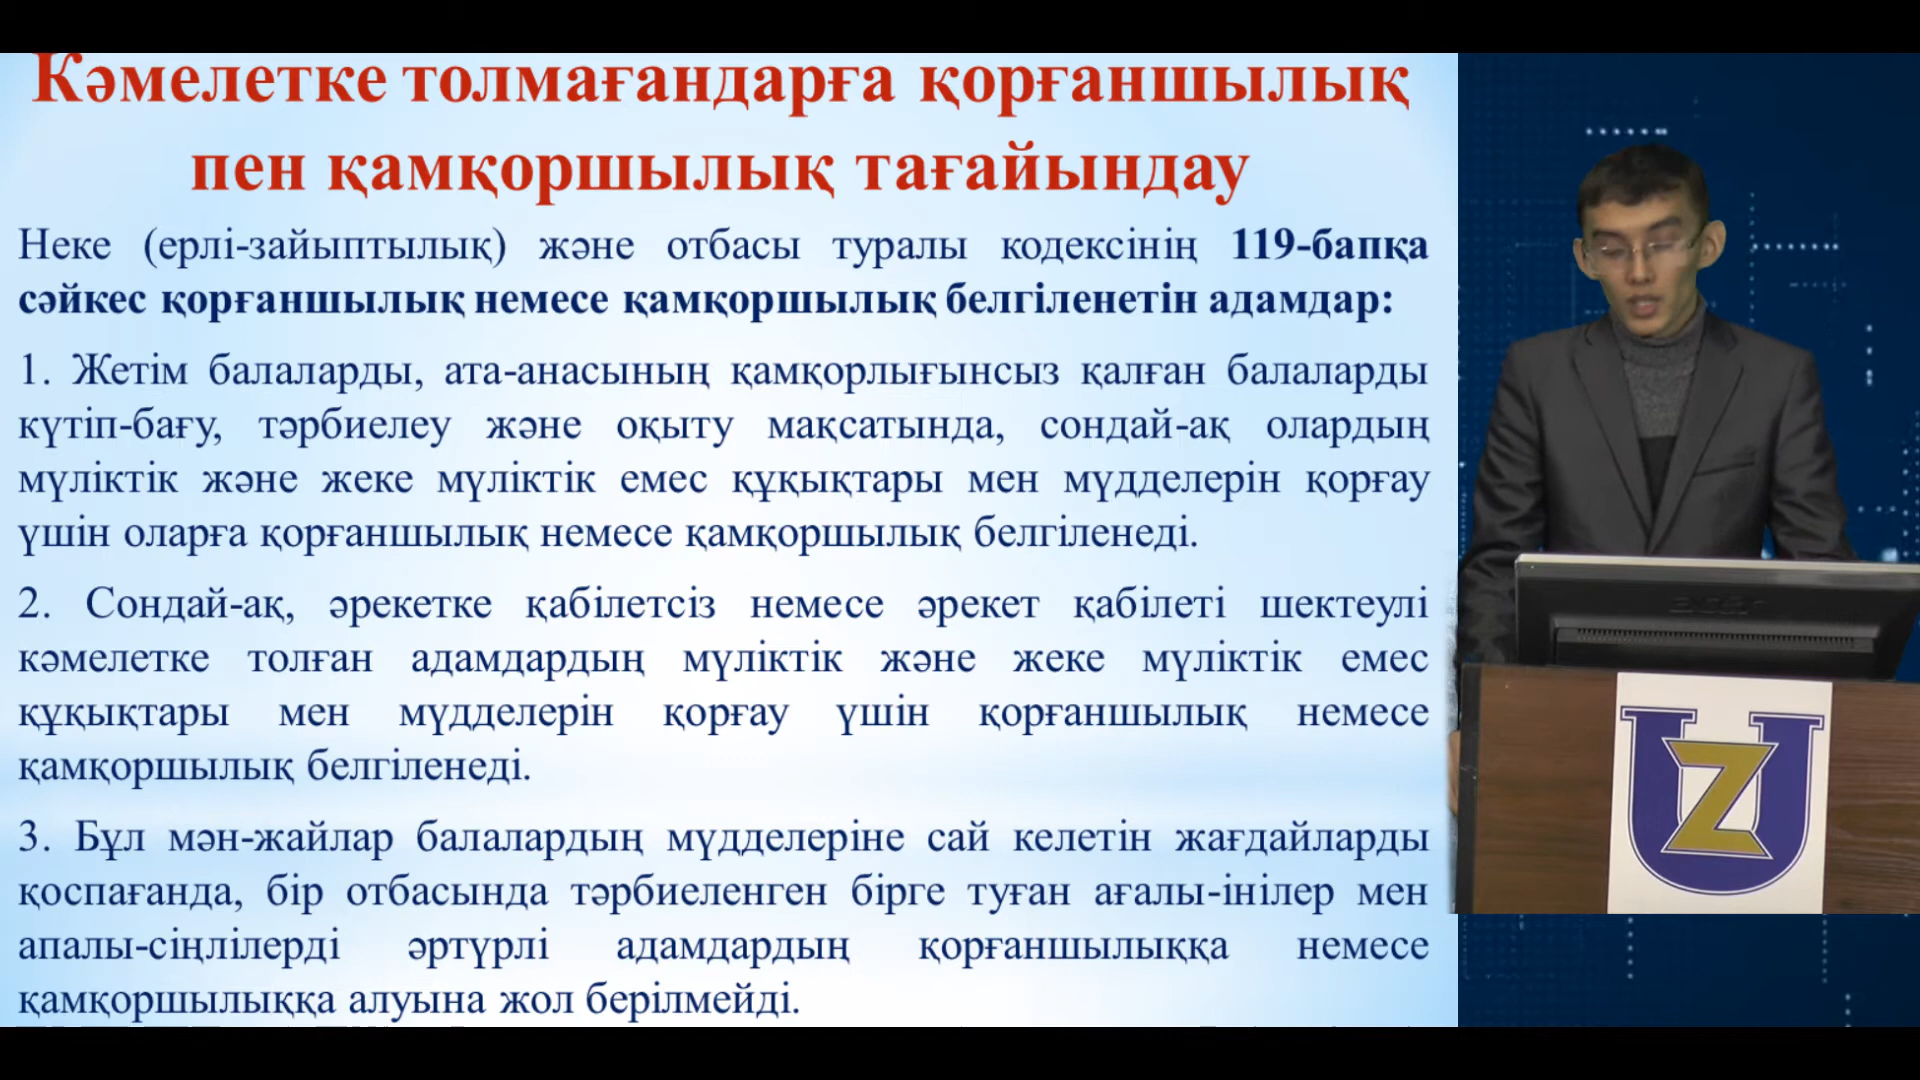 Кәмелетке толмағандарға қорғаншылық
пен қамқоршылық тағайындау
Неке (ерлі-зайыптылық) және отбасы туралы кодексінің 119-бапқа
сәйкес қорғаншылық немесе қамқоршылық белгіленетін адамдар:
1. Жетім балаларды, ата-анасының қамқорлығынсыз қалған балаларды
күтіп-бағу, тәрбиелеу және оқыту мақсатында, сондай-ақ олардың
мүліктік және жеке мүліктік емес құқықтары мен мүдделерін қорғау
үшін оларға қорғаншылық немесе қамқоршылық белгіленеді.
2. Сондай-ақ, әрекетке қабілетсіз немесе әрекет қабілеті шектеулі
кәмелетке толған адамдардың мүліктік және жеке мүліктік емес
құқықтары мен мүдделерін қорғау үшін қорғаншылық немесе
қамқоршылық белгіленеді.
3. Бұл мән-жайлар балалардың мүдделеріне сай келетін жағдайларды
қоспағанда, бір отбасында тәрбиеленген бірге туған ағалы-інілер мен
апалы-сіңлілерді әртүрлі адамдардың қорғаншылыққа немесе
қамқоршылыққа алуына жол берілмейді.
acer
UZ